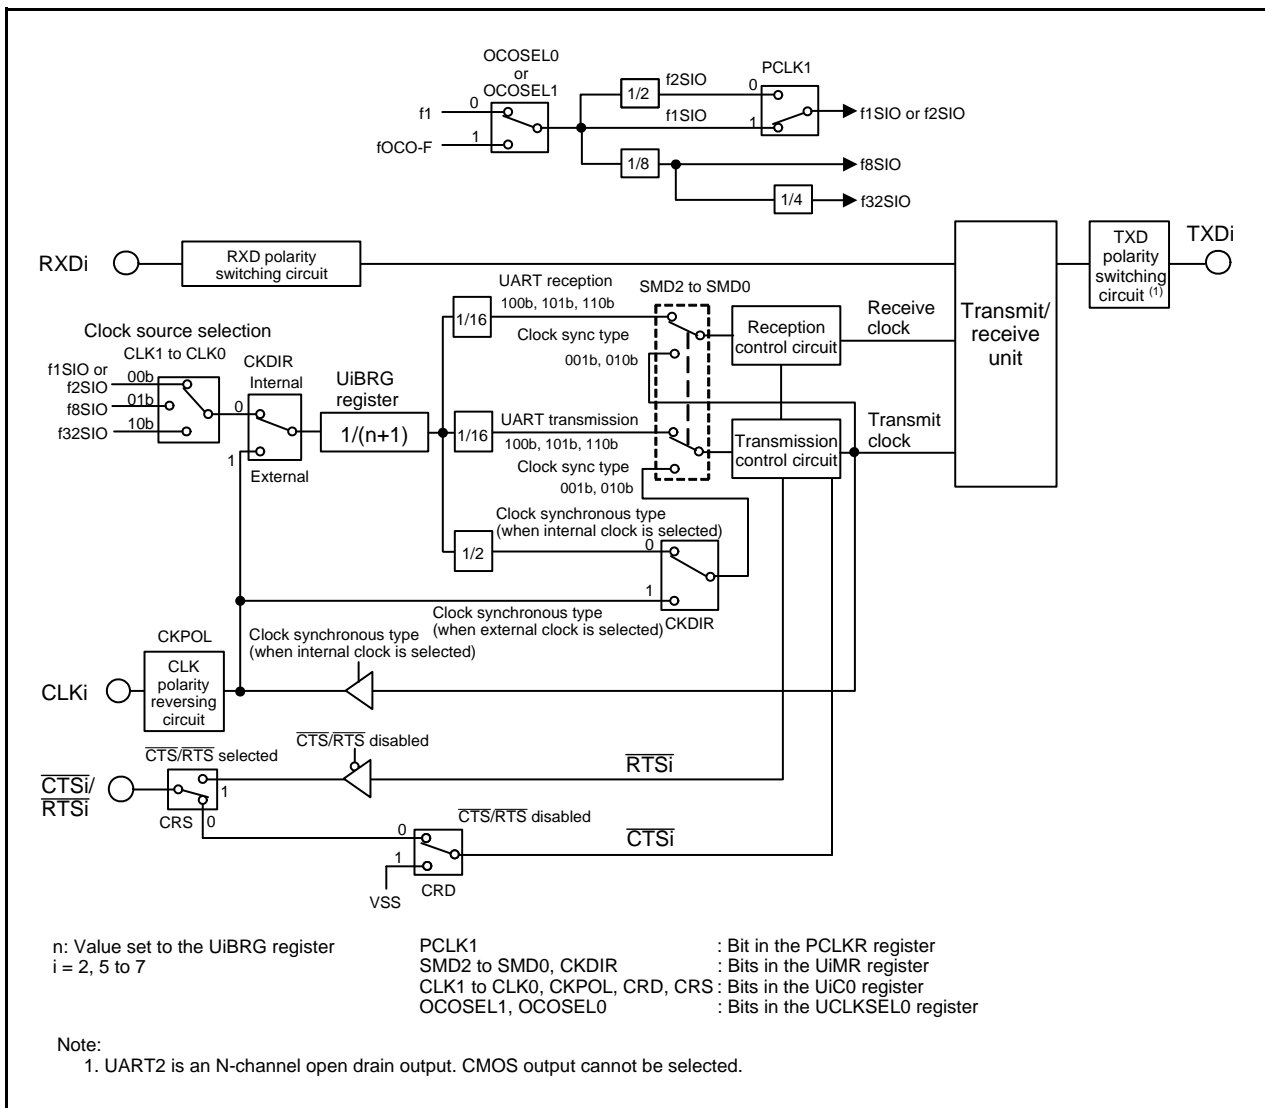 OCOSEL0
or
OCOSEL1
f1
0
fOCO-F
1
1/2
f2SIO
f1SIO
PCLK1
0
1
f1SIO or f2SIO
1/8
f8SIO
1/4
f32SIO
RXDi
RXD polarity
switching circuit
TXD
polarity
switching
circuit (1)
TXDi
Transmit/
receive
unit
UART reception
100b, 101b, 110b
1/16
Clock sync type
001b, 010b
SMD2 to SMD0
Reception
control circuit
Receive
clock
Clock source selection
CLK1 to CLK0
f1SIO or
f2SIO
00b
f8SIO
01b
f32SIO
10b
CKDIR
Internal
0
1
External
UiBRG
register
1/(n+1)
1/16
UART transmission
100b, 101b, 110b
Clock sync type
001b, 010b
Transmission
control circuit
Transmit
clock
Clock synchronous type
(when internal clock is selected)
1/2
0
1
CKDIR
Clock synchronous type
(when external clock is selected)
CKPOL
Clock synchronous type
(when internal clock is selected)
CLKi
CLK
polarity
reversing
circuit
CTS/RTS selected
CTS/RTS disabled
RTSi
CTSi/
RTSi
1
CRS
0
CTS/RTS disabled
0
1
CTSi
VSS
CRD
n: Value set to the UiBRG register
i = 2, 5 to 7
PCLK1 : Bit in the PCLKR register
SMD2 to SMD0, CKDIR : Bits in the UiMR register
CLK1 to CLK0, CKPOL, CRD, CRS : Bits in the UiC0 register
OCOSEL1, OCOSEL0 : Bits in the UCLKSEL0 register
Note:
1. UART2 is an N-channel open drain output. CMOS output cannot be selected.